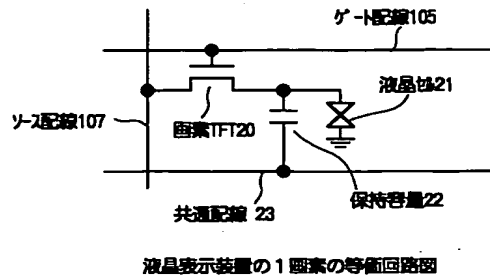 ゲート配線105
液晶セル21
ソース配線107
画素TFT20
保持容量22
共通配線 23
液晶表示装置の1画素の等価回路図